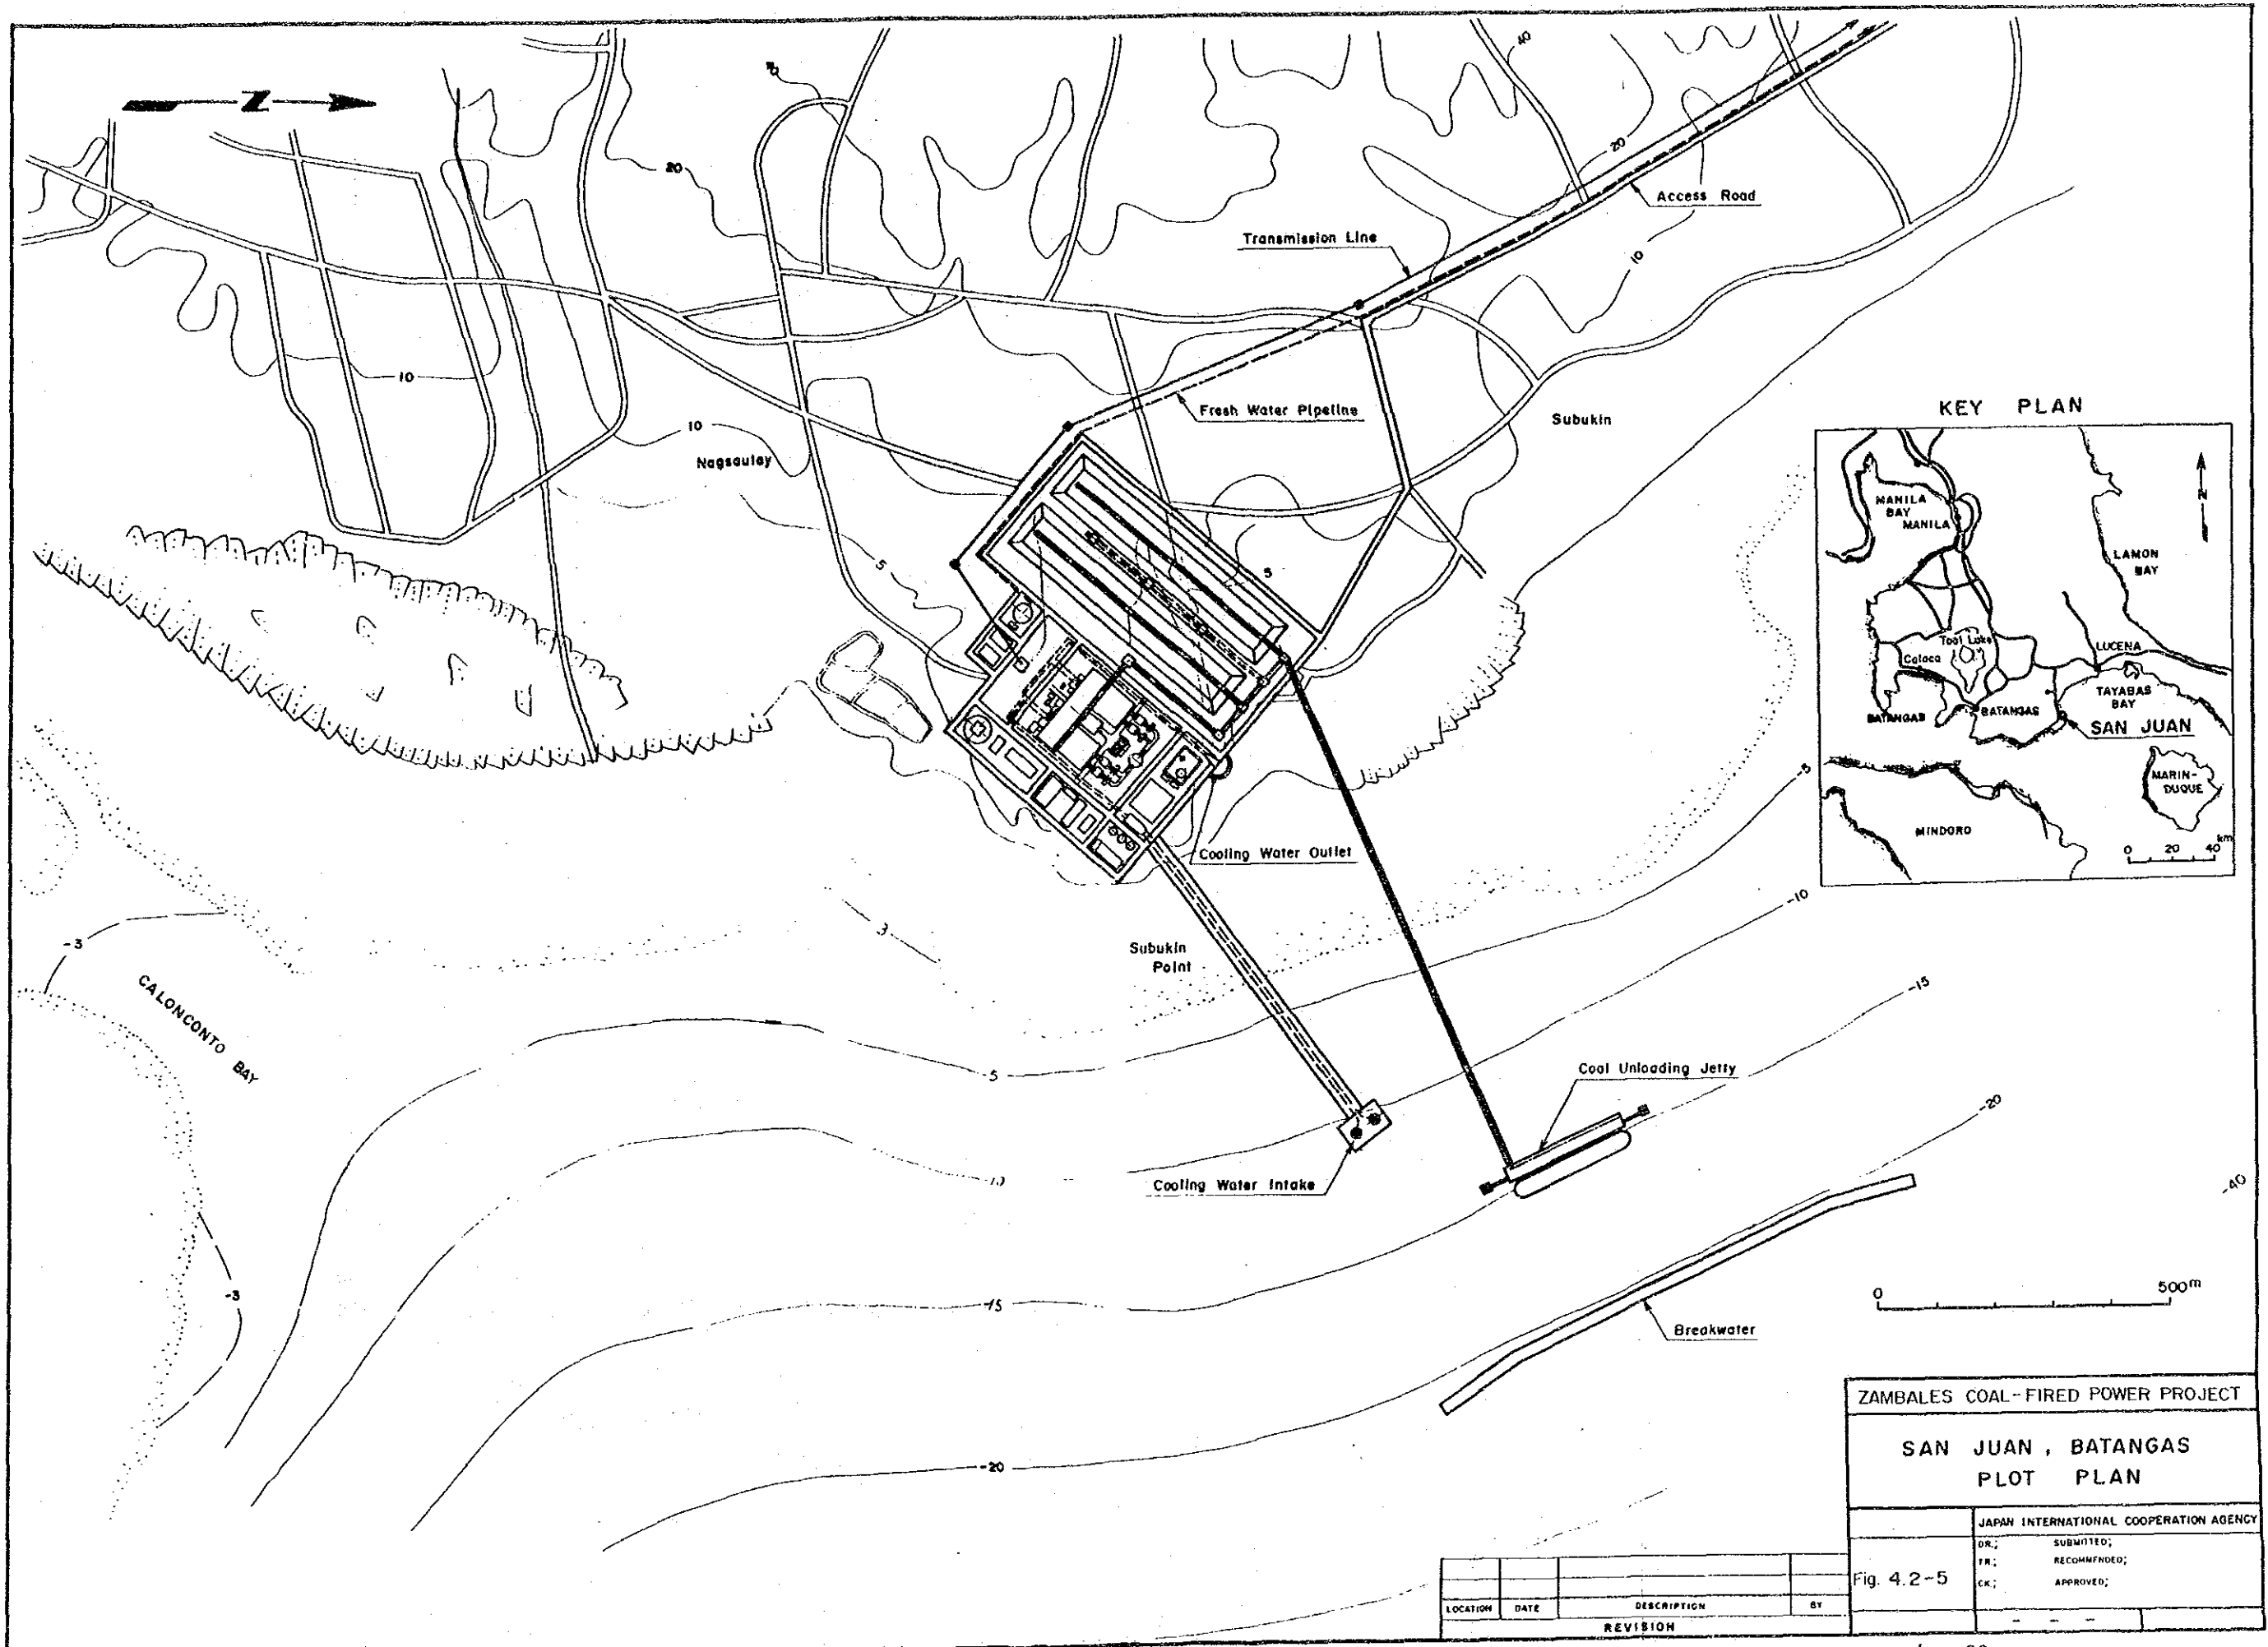 N
40
20
20
Access Road
Transmission Line
10
10
Fresh Water Pipeline
Subukin
10
Nagsaulay
5
5
KEY PLAN
N
MANILA
BAY
MANILA
LAMON
BAY
Taal Lake
Calaca
LUCENA
TAYABAS
BAY
BATANGAS
BATANGAS
SAN JUAN
MARIN-
DUQUE
MINDORO
0 20 40 km
-5
Cooling Water Outlet
-10
-3
3
Subukin
Point
CALONCONTO BAY
-15
-5
Coal Unloading Jetty
-20
-10
Cooling Water Intake
-40
-3
-15
0 500m
Breakwater
-20
ZAMBALES COAL-FIRED POWER PROJECT
SAN JUAN, BATANGAS
PLOT PLAN
JAPAN INTERNATIONAL COOPERATION AGENCY
DR.; SUBMITTED;
TR.; RECOMMENDED;
CK.; APPROVED;
Fig. 4.2-5
LOCATION DATE DESCRIPTION BY
REVISION